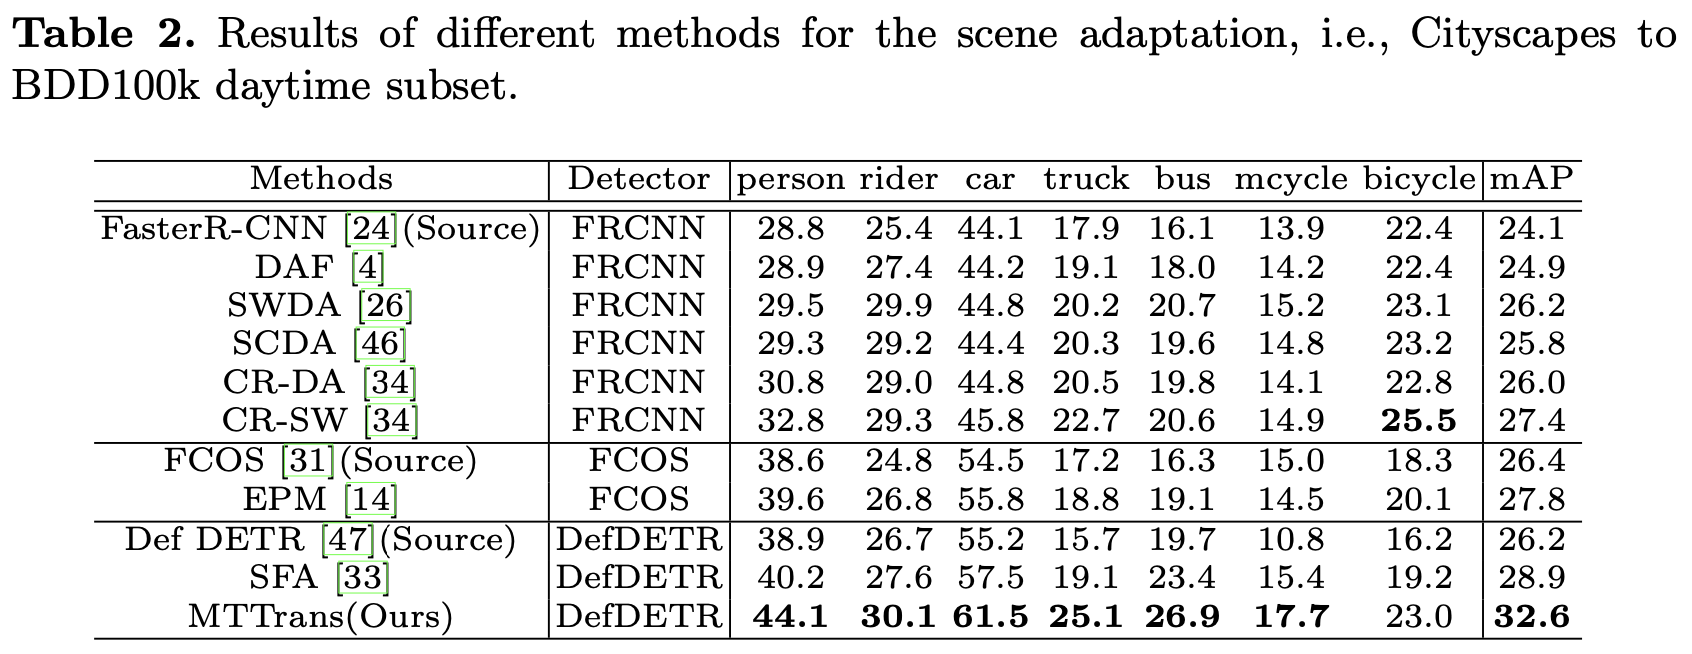 Table 2. Results of different methods for the scene adaptation, i.e., Cityscapes to
BDD100k daytime subset.
Methods Detector person rider car truck bus mcycle bicycle mAP
FasterR-CNN [24](Source) FRCNN 28.8 25.4 44.1 17.9 16.1 13.9 22.4 24.1
DAF [4] FRCNN 28.9 27.4 44.2 19.1 18.0 14.2 22.4 24.9
SWDA [26] FRCNN 29.5 29.9 44.8 20.2 20.7 15.2 23.1 26.2
SCDA [46] FRCNN 29.3 29.2 44.4 20.3 19.6 14.8 23.2 25.8
CR-DA [34] FRCNN 30.8 29.0 44.8 20.5 19.8 14.1 22.8 26.0
CR-SW [34] FRCNN 32.8 29.3 45.8 22.7 20.6 14.9 25.5 27.4
FCOS [31](Source) FCOS 38.6 24.8 54.5 17.2 16.3 15.0 18.3 26.4
EPM [14] FCOS 39.6 26.8 55.8 18.8 19.1 14.5 20.1 27.8
Def DETR [47](Source) DefDETR 38.9 26.7 55.2 15.7 19.7 10.8 16.2 26.2
SFA [33] DefDETR 40.2 27.6 57.5 19.1 23.4 15.4 19.2 28.9
MTTrans(Ours) DefDETR 44.1 30.1 61.5 25.1 26.9 17.7 23.0 32.6